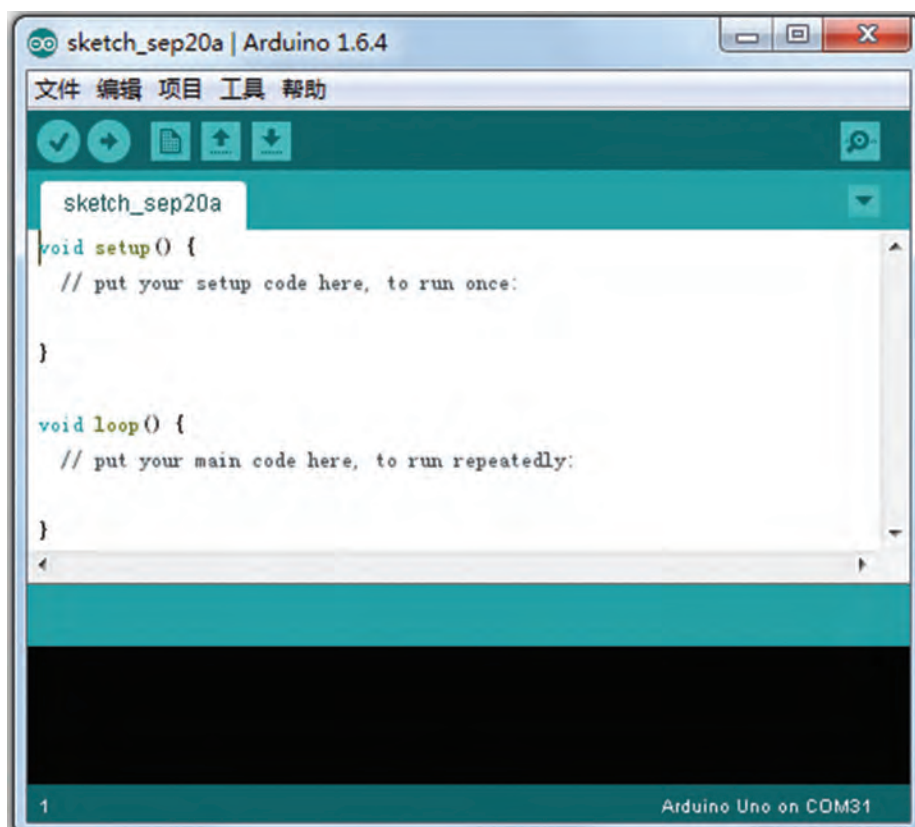 sketch_sep20a | Arduino 1.6.4
文件 编辑 项目 工具 帮助
sketch_sep20a
void setup() {
// put your setup code here, to run once:
}
void loop() {
// put your main code here, to run repeatedly:
}
1 Arduino Uno on COM31